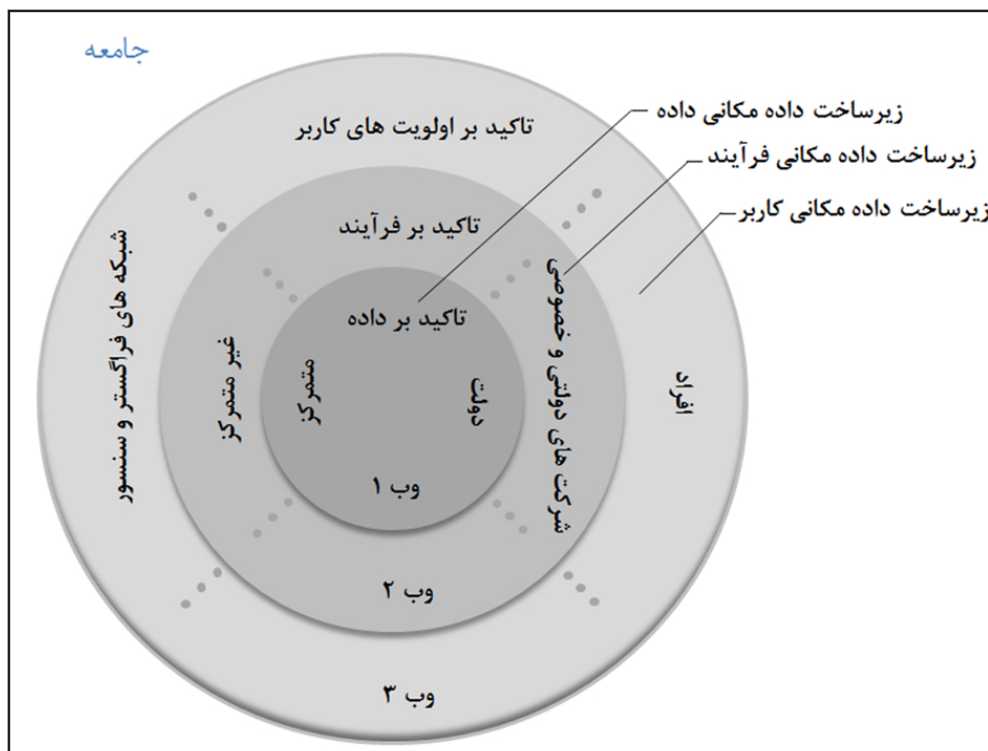 جامعه
تاکید بر اولویت های کاربر
زیرساخت داده مکانی داده
زیرساخت داده مکانی فرآیند
زیرساخت داده مکانی کاربر
تاکید بر فرآیند
تاکید بر داده
افراد
شرکت های دولتی و خصوصی
دولت
متمرکز
غیر متمرکز
شبکه های فراگستر و سنسور
وب ۱
وب ۲
وب ۳